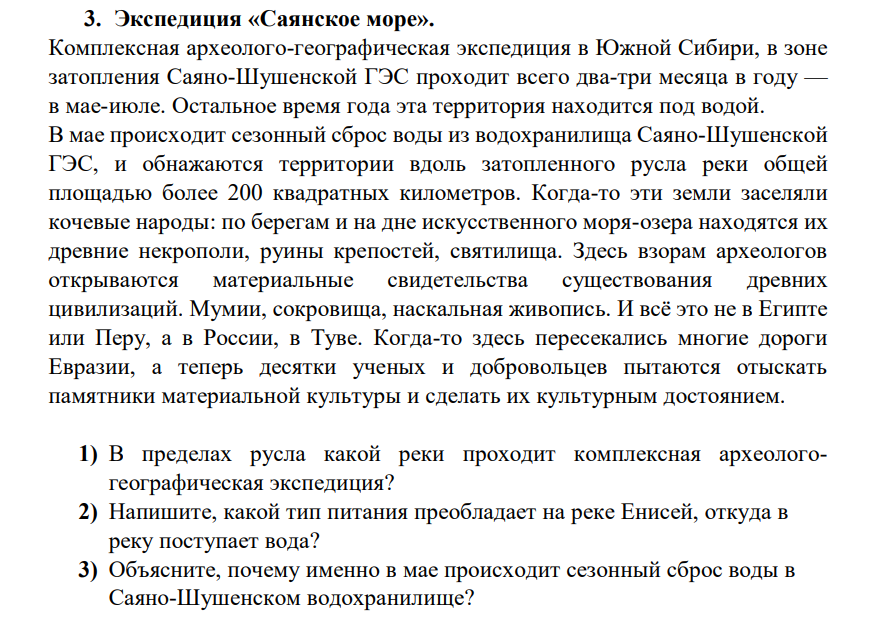 3. Экспедиция «Саянское море».
Комплексная археолого-географическая экспедиция в Южной Сибири, в зоне
затопления Саяно-Шушенской ГЭС проходит всего два-три месяца в году —
в мае-июле. Остальное время года эта территория находится под водой.
В мае происходит сезонный сброс воды из водохранилища Саяно-Шушенской
ГЭС, и обнажаются территории вдоль затопленного русла реки общей
площадью более 200 квадратных километров. Когда-то эти земли заселяли
кочевые народы: по берегам и на дне искусственного моря-озера находятся их
древние некрополи, руины крепостей, святилища. Здесь взорам археологов
открываются материальные свидетельства существования древних
цивилизаций. Мумии, сокровища, наскальная живопись. И всё это не в Египте
или Перу, а в России, в Туве. Когда-то здесь пересекались многие дороги
Евразии, а теперь десятки ученых и добровольцев пытаются отыскать
памятники материальной культуры и сделать их культурным достоянием.
1) В пределах русла какой реки проходит комплексная археолого-
географическая экспедиция?
2) Напишите, какой тип питания преобладает на реке Енисей, откуда в
реку поступает вода?
3) Объясните, почему именно в мае происходит сезонный сброс воды в
Саяно-Шушенском водохранилище?